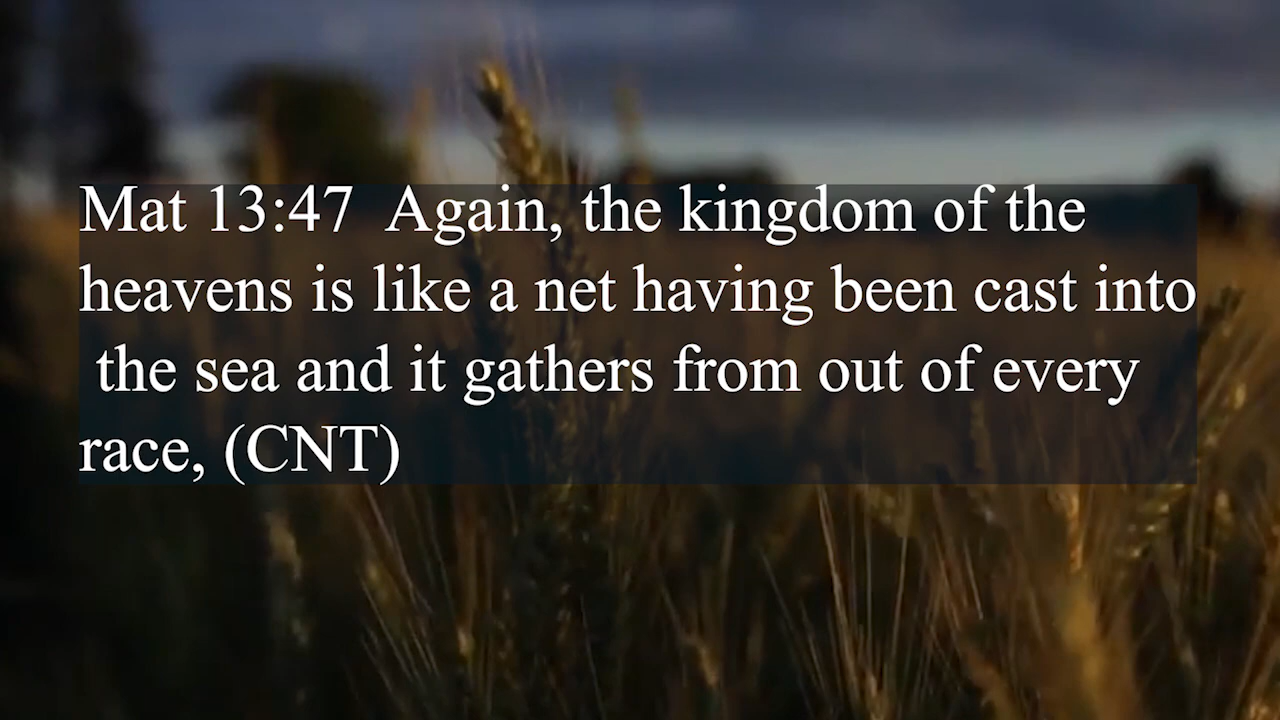 Mat 13:47  Again, the kingdom of the
heavens is like a net having been cast into
the sea and it gathers from out of every
race, (CNT)